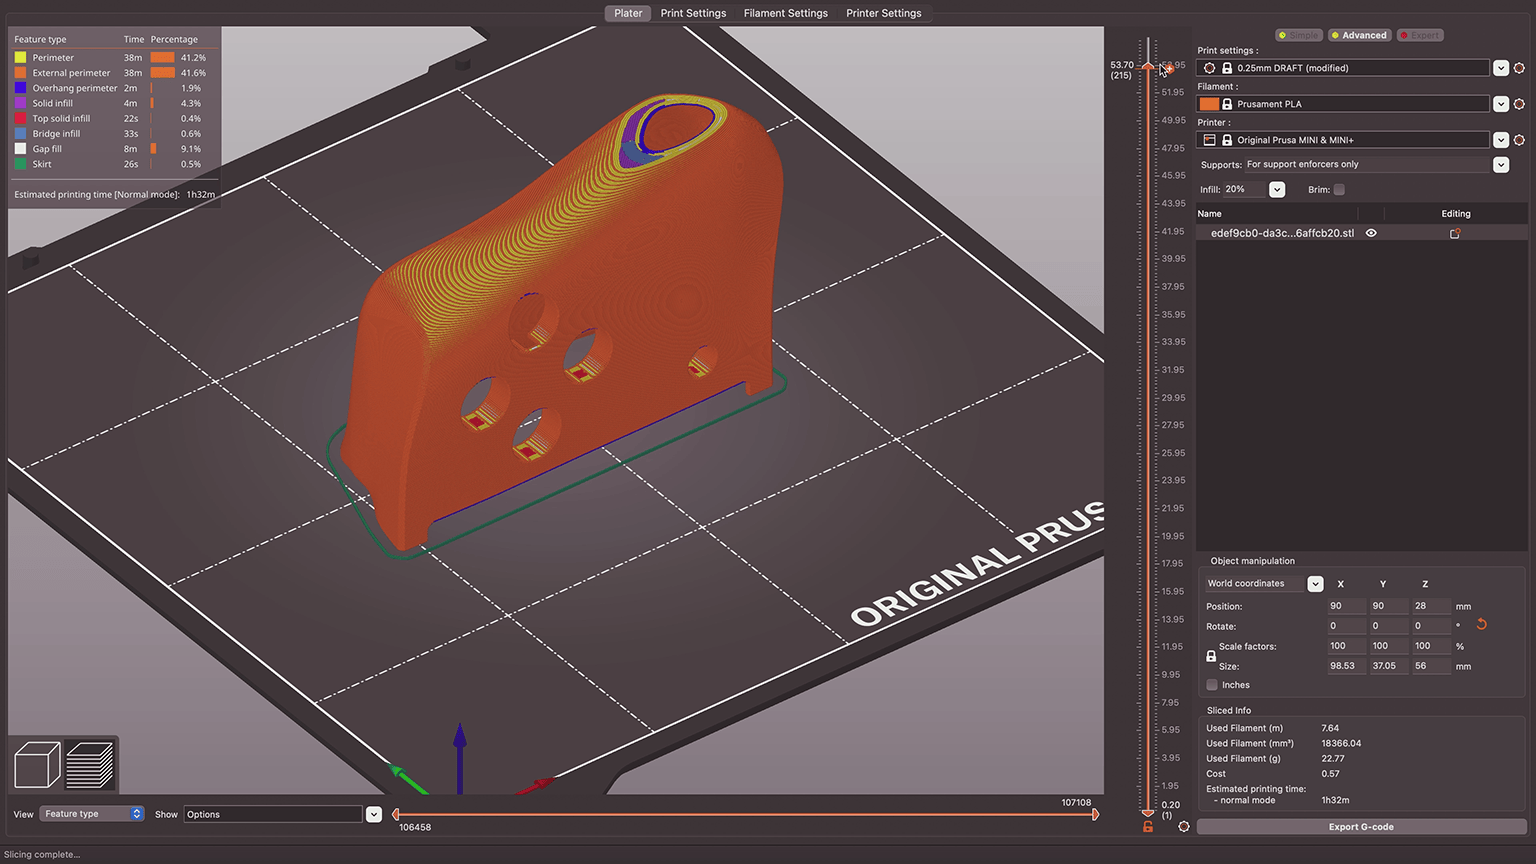 Plater Print Settings Filament Settings Printer Settings
Feature type Time Percentage
Perimeter 38m 41.2%
External perimeter 38m 41.6%
Overhang perimeter 2m 1.9%
Solid infill 4m 4.3%
Top solid infill 22s 0.4%
Bridge infill 33s 0.6%
Gap fill 8m 9.1%
Skirt 26s 0.5%
Estimated printing time [Normal mode]: 1h32m
ORIGINAL PRUS
53.70
(215)
51.95
49.95
47.95
45.95
43.95
41.95
39.95
37.95
35.95
33.95
31.95
29.95
27.95
25.95
23.95
21.95
19.95
17.95
15.95
13.95
11.95
9.95
7.95
5.95
3.95
1.95
0.20
(1)
Simple Advanced Expert
Print settings :
0.25mm DRAFT (modified)
Filament :
Prusament PLA
Printer :
Original Prusa MINI & MINI+
Supports: For support enforcers only
Infill: 20% Brim:
Name Editing
edef9cb0-da3c...6affcb20.stl
Object manipulation
World coordinates X Y Z
Position: 90 90 28 mm
Rotate: 0 0 0 °
Scale factors: 100 100 100 %
Size: 98.53 37.05 56 mm
Inches
Sliced Info
Used Filament (m) 7.64
Used Filament (mm³) 18366.04
Used Filament (g) 22.77
Cost 0.57
Estimated printing time:
- normal mode 1h32m
Export G-code
View Feature type Show Options
107108
106458
Slicing complete...